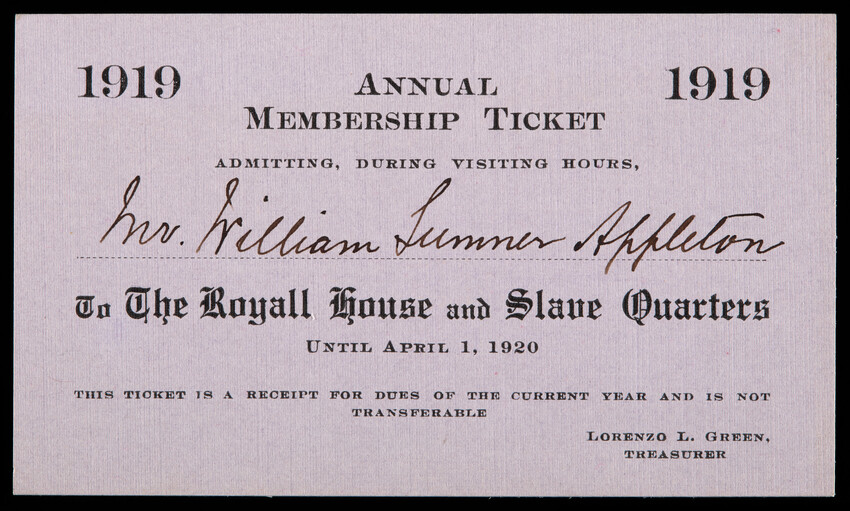 1919 ANNUAL 1919
MEMBERSHIP TICKET
ADMITTING, DURING VISITING HOURS,
Mr. William Sumner Appleton
To The Royall House and Slave Quarters
UNTIL APRIL 1, 1920
THIS TICKET IS A RECEIPT FOR DUES OF THE CURRENT YEAR AND IS NOT
TRANSFERABLE
LORENZO L. GREEN,
TREASURER